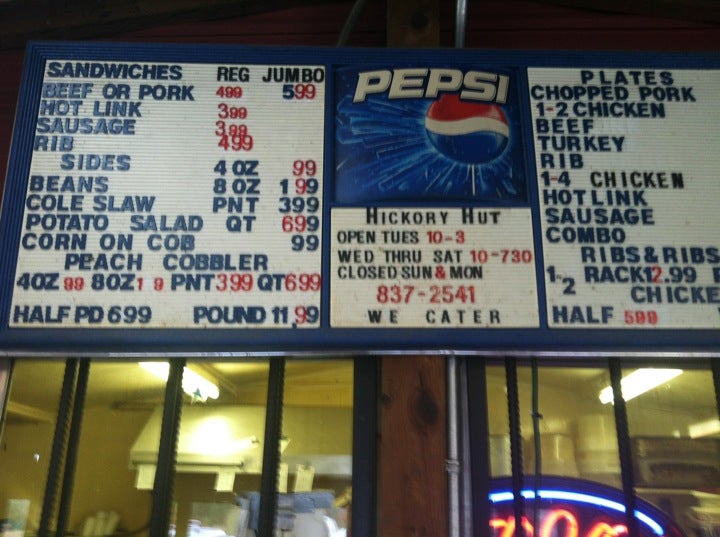 SANDWICHES REG JUMBO
BEEF OR PORK 499 599
HOT LINK 399
SAUSAGE 399
RIB 499
SIDES 4 OZ 99
BEANS 8 OZ 1 99
COLE SLAW PNT 399
POTATO SALAD QT 699
CORN ON COB 99
PEACH COBBLER
4OZ 99 8OZ 1 9 PNT 399 QT 699
HALF PD 699 POUND 11,99
PEPSI
HICKORY HUT
OPEN TUES 10-3
WED THRU SAT 10-730
CLOSED SUN & MON
837-2541
WE CATER
PLATES
CHOPPED PORK
1-2 CHICKEN
BEEF
TURKEY
RIB
1-4 CHICKEN
HOT LINK
SAUSAGE
COMBO
RIBS & RIBS
1-2 RACK 12.99
CHICKE
HALF 599